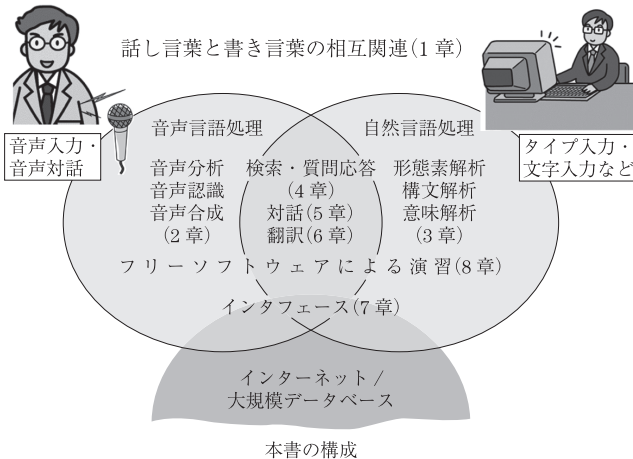 話し言葉と書き言葉の相互関連(1 章)
音声入力・
音声対話
タイプ入力・
文字入力など
音声言語処理
自然言語処理
音声分析
音声認識
音声合成
(2 章)
検索・質問応答
(4 章)
対話(5 章)
翻訳(6 章)
形態素解析
構文解析
意味解析
(3 章)
フリーソフトウェアによる演習(8 章)
インタフェース(7 章)
インターネット /
大規模データベース
本書の構成